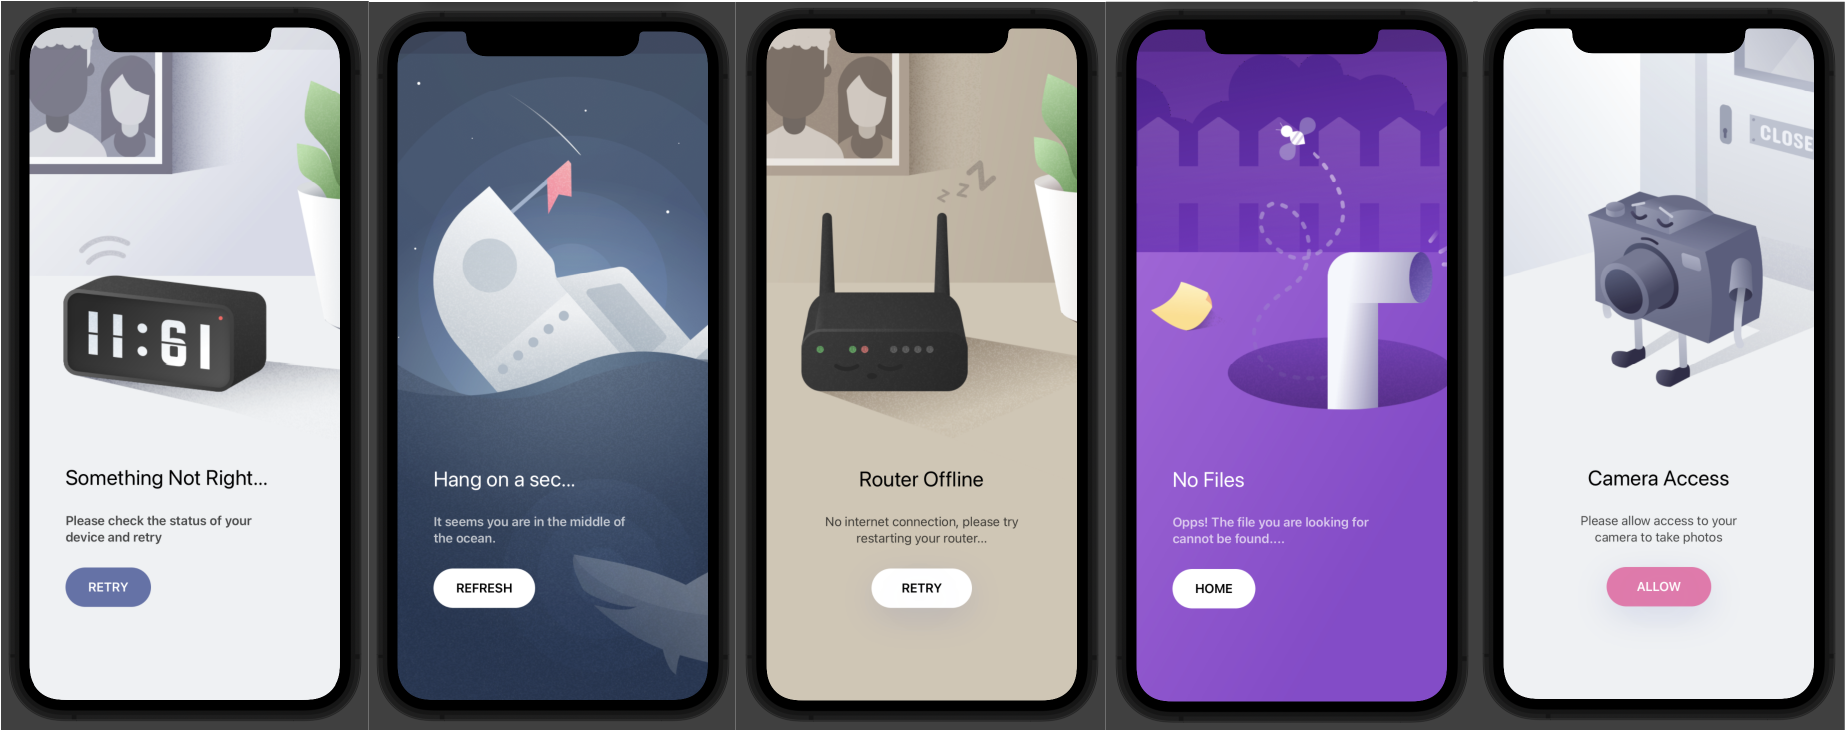 11:61
Something Not Right...
Please check the status of your
device and retry
RETRY
Hang on a sec...
It seems you are in the middle of
the ocean.
REFRESH
z z Z
Router Offline
No internet connection, please try
restarting your router...
RETRY
No Files
Opps! The file you are looking for
cannot be found....
HOME
CLOSE
Camera Access
Please allow access to your
camera to take photos
ALLOW